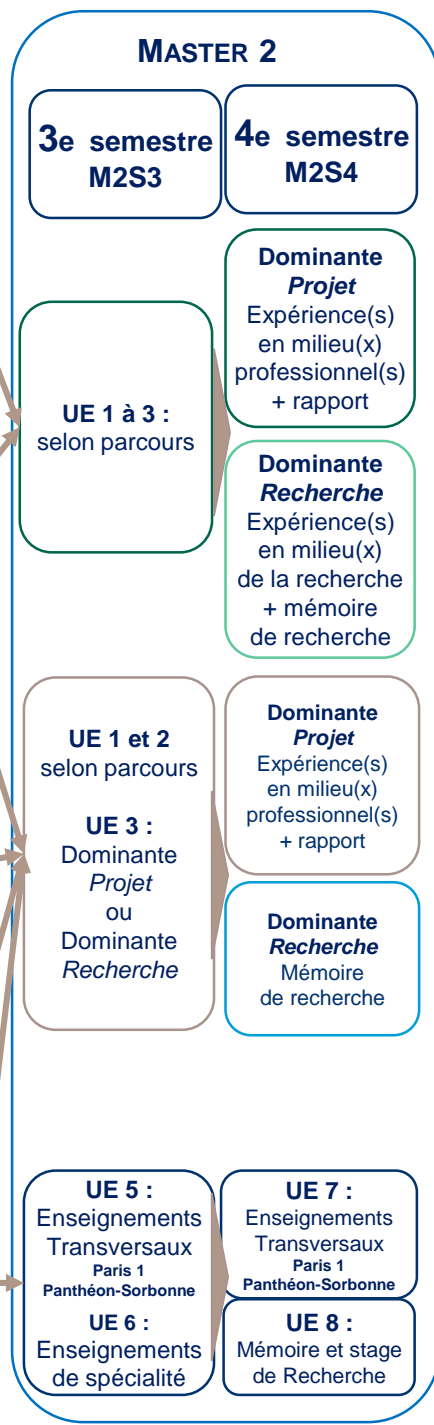 MASTER 2
3e semestre
M2S3
4e semestre
M2S4
UE 1 à 3 :
selon parcours
Dominante
Projet
Expérience(s)
en milieu(x)
professionnel(s)
+ rapport
Dominante
Recherche
Expérience(s)
en milieu(x)
de la recherche
+ mémoire
de recherche
UE 1 et 2
selon parcours
UE 3 :
Dominante
Projet
ou
Dominante
Recherche
Dominante
Projet
Expérience(s)
en milieu(x)
professionnel(s)
+ rapport
Dominante
Recherche
Mémoire
de recherche
UE 5 :
Enseignements
Transversaux
Paris 1
Panthéon-Sorbonne
UE 6 :
Enseignements
de spécialité
UE 7 :
Enseignements
Transversaux
Paris 1
Panthéon-Sorbonne
UE 8 :
Mémoire et stage
de Recherche